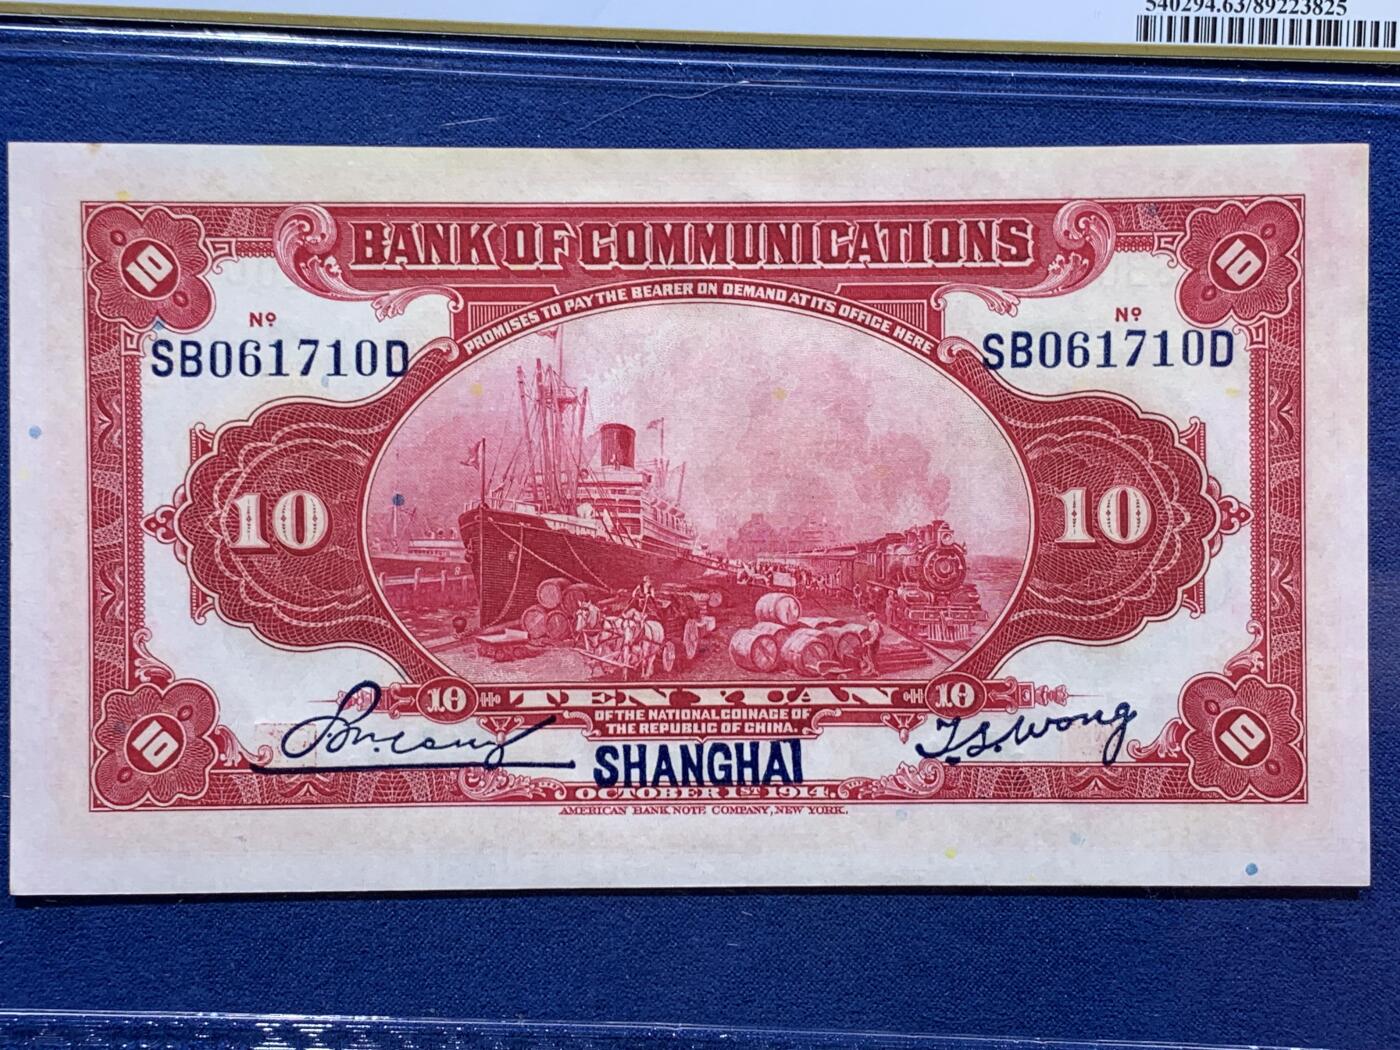 540294.63/89223825
BANK OF COMMUNICATIONS
PROMISES TO PAY THE BEARER ON DEMAND AT ITS OFFICE HERE
10
10
Nº
SB061710D
Nº
SB061710D
10
10
10 TEN YUAN 10
OF THE NATIONAL COINAGE OF
THE REPUBLIC OF CHINA.
T.S. Wong
10
10
SHANGHAI
OCTOBER 1ST 1914.
AMERICAN BANK NOTE COMPANY, NEW YORK.